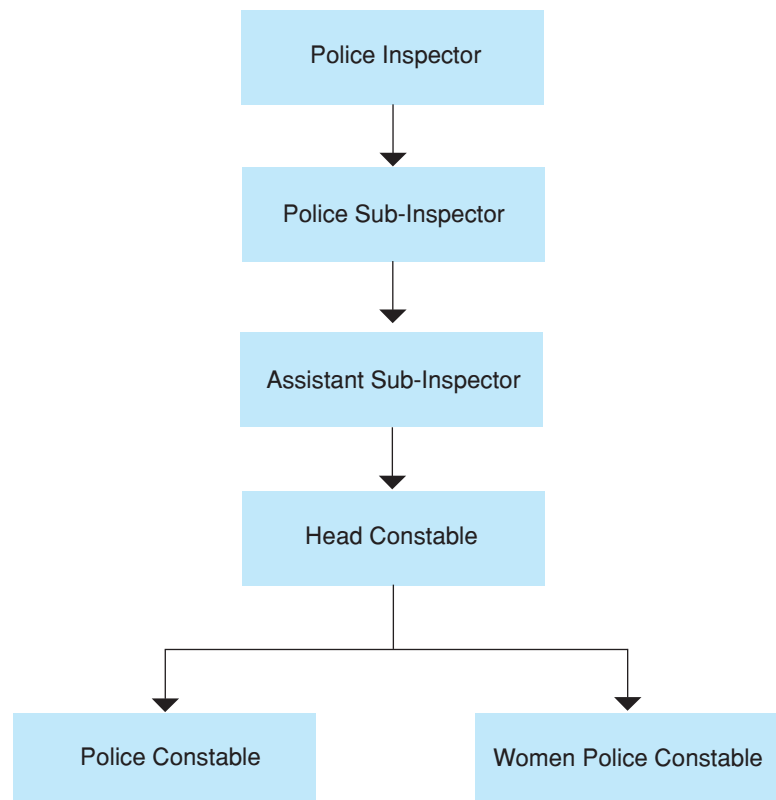 Police Inspector
Police Sub-Inspector
Assistant Sub-Inspector
Head Constable
Police Constable
Women Police Constable